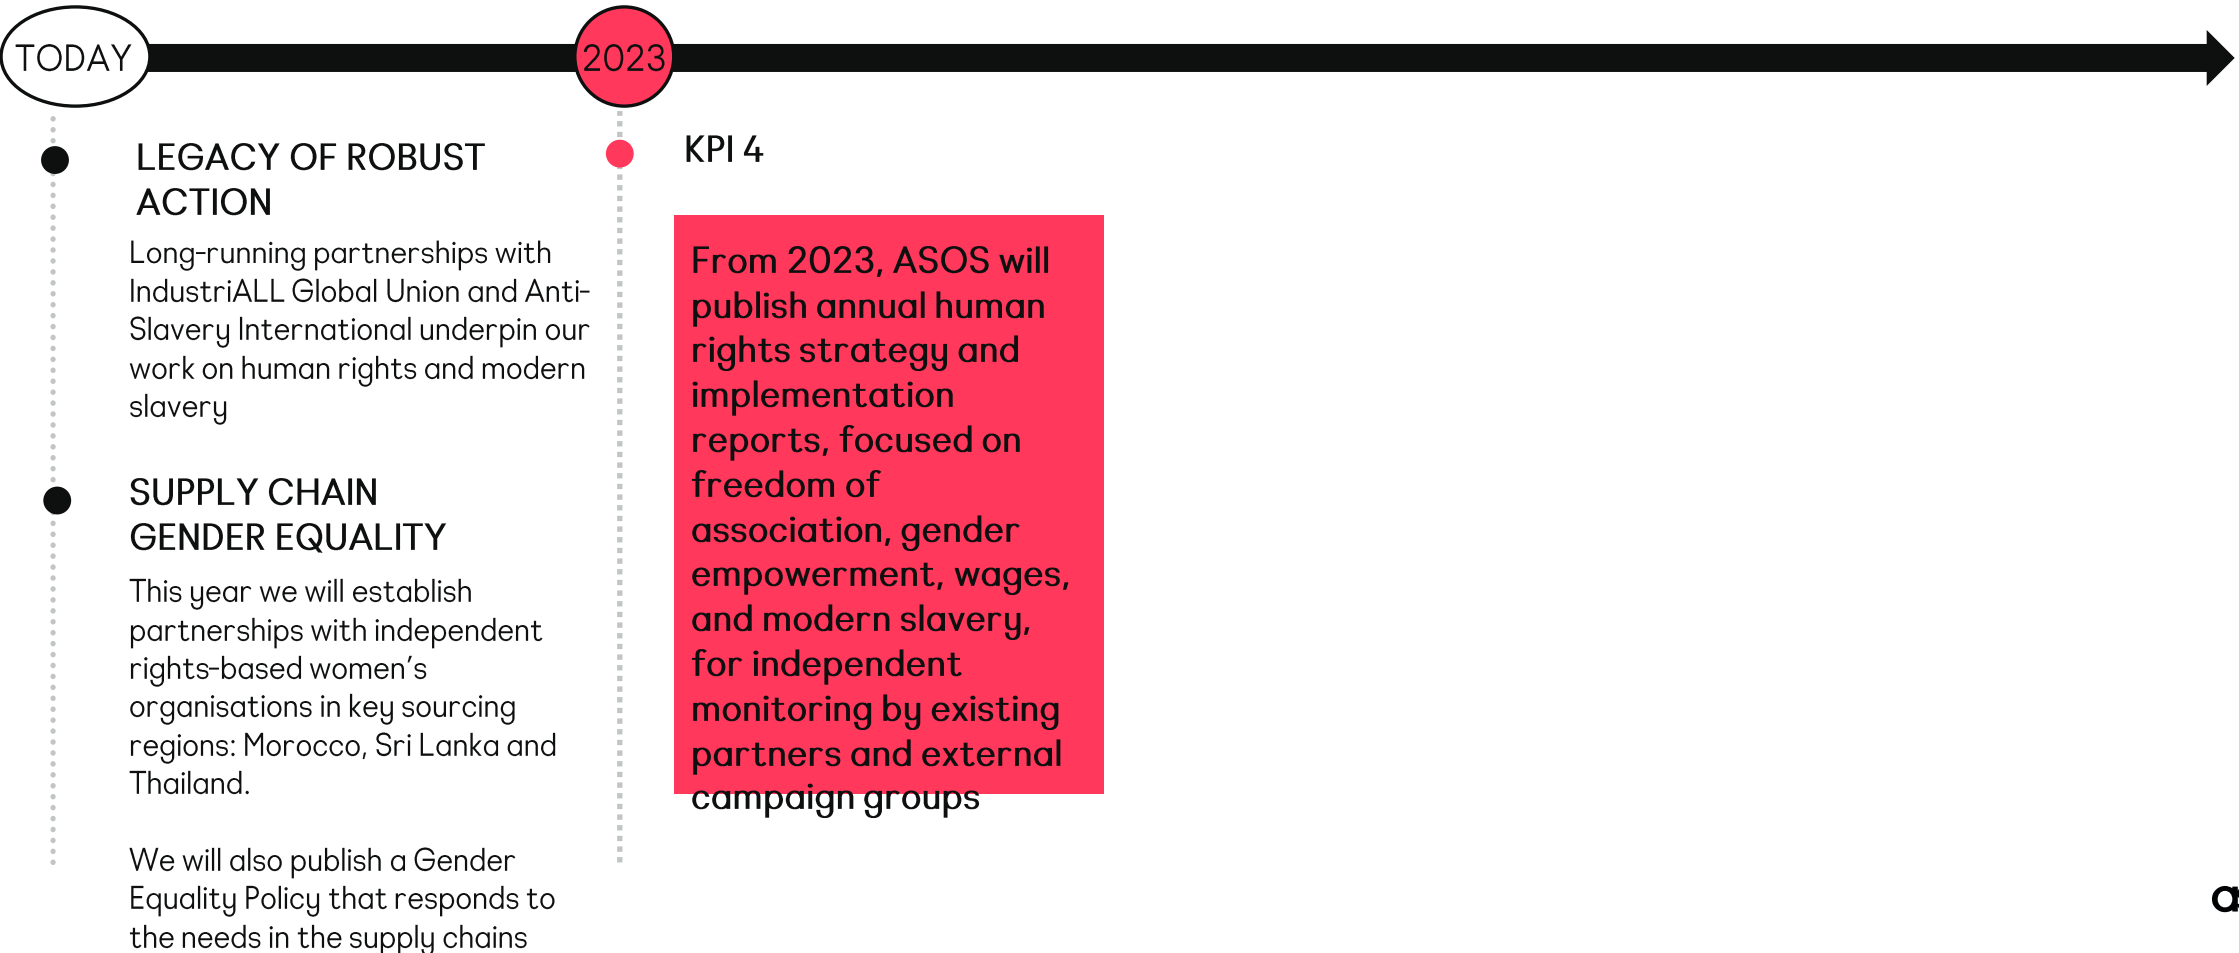 TODAY
2023
LEGACY OF ROBUST
ACTION
Long-running partnerships with
IndustriALL Global Union and Anti-
Slavery International underpin our
work on human rights and modern
slavery
SUPPLY CHAIN
GENDER EQUALITY
This year we will establish
partnerships with independent
rights-based women’s
organisations in key sourcing
regions: Morocco, Sri Lanka and
Thailand.
We will also publish a Gender
Equality Policy that responds to
the needs in the supply chains
KPI 4
From 2023, ASOS will
publish annual human
rights strategy and
implementation
reports, focused on
freedom of
association, gender
empowerment, wages,
and modern slavery,
for independent
monitoring by existing
partners and external
campaign groups